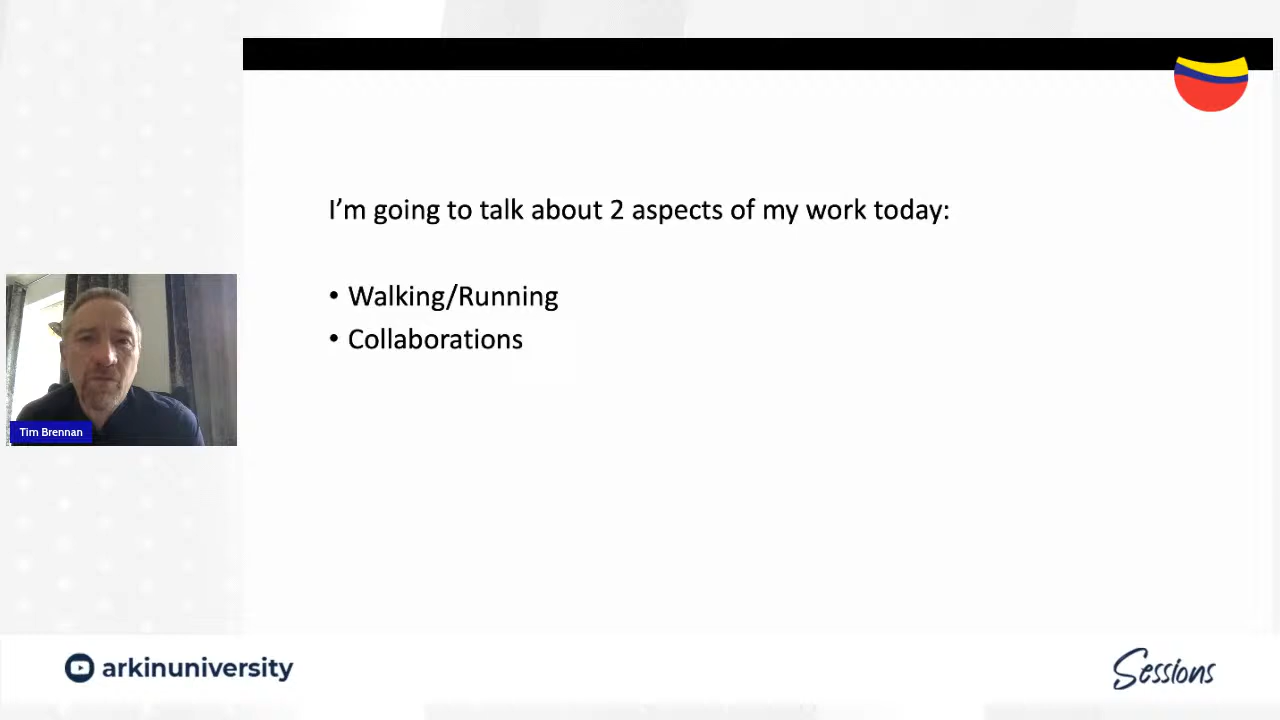 I’m going to talk about 2 aspects of my work today:
• Walking/Running
• Collaborations
Tim Brennan
arkinuniversity
Sessions